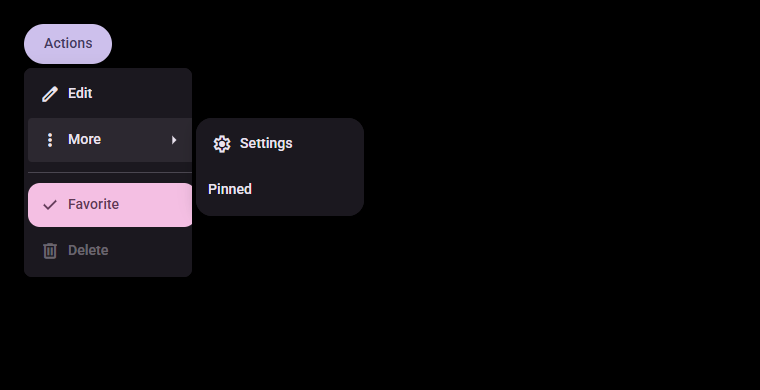 Actions
Edit
More
Settings
Pinned
Favorite
Delete